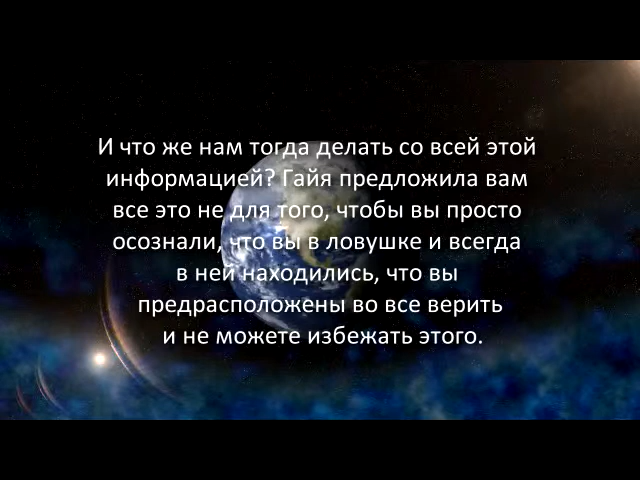 И что же нам тогда делать со всей этой
информацией? Гайя предложила вам
все это не для того, чтобы вы просто
осознали, что вы в ловушке и всегда
в ней находились, что вы
предрасположены во все верить
и не можете избежать этого.